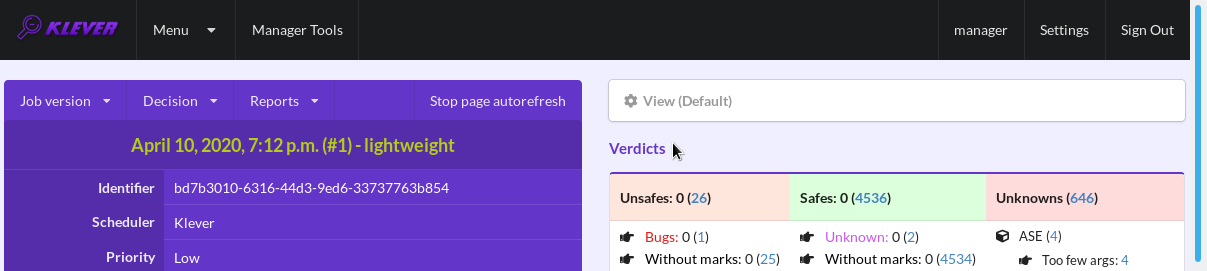 KLEVER Menu Manager Tools manager Settings Sign Out
Job version Decision Reports Stop page autorefresh
April 10, 2020, 7:12 p.m. (#1) - lightweight
Identifier bd7b3010-6316-44d3-9ed6-33737763b854
Scheduler Klever
Priority Low
View (Default)
Verdicts
Unsafes: 0 (26) Safes: 0 (4536) Unknowns (646)
Bugs: 0 (1) Unknown: 0 (2) ASE (4)
Without marks: 0 (25) Without marks: 0 (4534) Too few args: 4